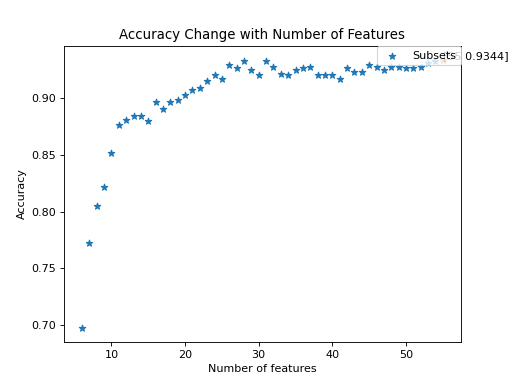 Accuracy Change with Number of Features
Subsets
0.9344]
Accuracy
0.90
0.85
0.80
0.75
0.70
10 20 30 40 50
Number of features